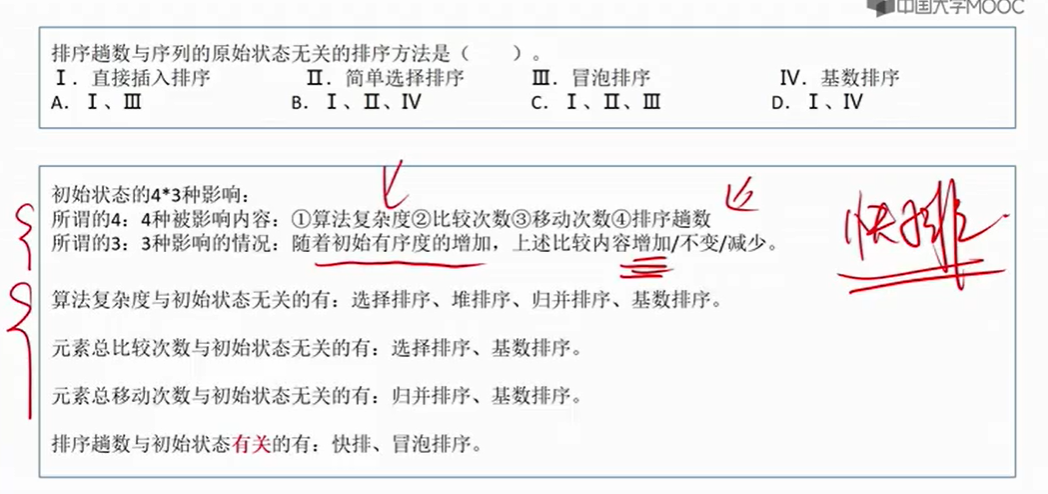 中国大学MOOC
排序趟数与序列的原始状态无关的排序方法是（　　）。
Ⅰ．直接插入排序　Ⅱ．简单选择排序　Ⅲ．冒泡排序　Ⅳ．基数排序
A．Ⅰ、Ⅲ　B．Ⅰ、Ⅱ、Ⅳ　C．Ⅰ、Ⅱ、Ⅲ　D．Ⅰ、Ⅳ
初始状态的4*3种影响：
所谓的4：4种被影响内容：①算法复杂度②比较次数③移动次数④排序趟数
所谓的3：3种影响的情况：随着初始有序度的增加，上述比较内容增加/不变/减少。
快排
算法复杂度与初始状态无关的有：选择排序、堆排序、归并排序、基数排序。
元素总比较次数与初始状态无关的有：选择排序、基数排序。
元素总移动次数与初始状态无关的有：归并排序、基数排序。
排序趟数与初始状态有关的有：快排、冒泡排序。